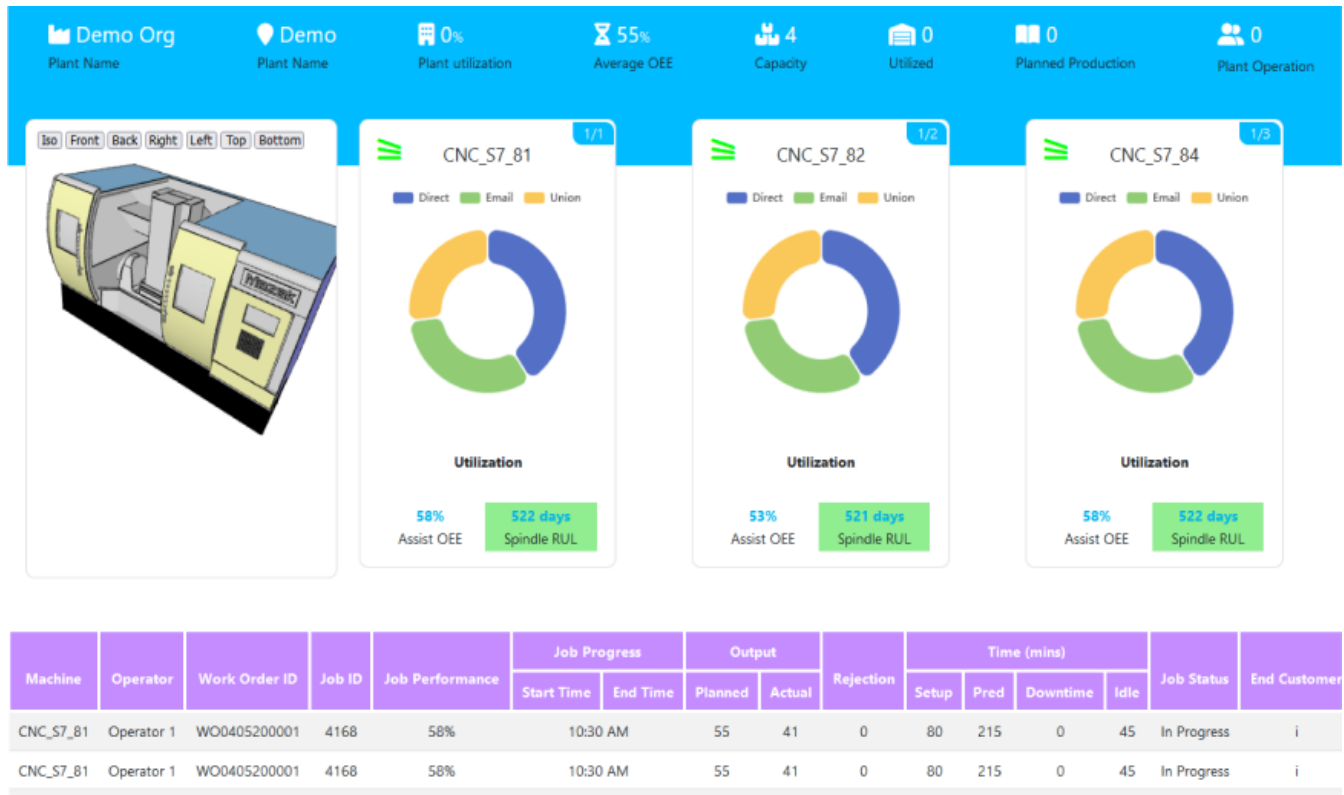 Demo Org Demo 0% 55% 4 0 0 0
Plant Name Plant Name Plant utilization Average OEE Capacity Utilized Planned Production Plant Operation
Iso Front Back Right Left Top Bottom
Mazak
1/1
CNC_S7_81
Direct Email Union
Utilization
58% 522 days
Assist OEE Spindle RUL
1/2
CNC_S7_82
Direct Email Union
Utilization
53% 521 days
Assist OEE Spindle RUL
1/3
CNC_S7_84
Direct Email Union
Utilization
58% 522 days
Assist OEE Spindle RUL
Machine Operator Work Order ID Job ID Job Performance Job Progress Output Rejection Time (mins) Job Status End Customer
Start Time End Time Planned Actual Setup Pred Downtime Idle
CNC_S7_81 Operator 1 WO0405200001 4168 58% 10:30 AM 55 41 0 80 215 0 45 In Progress i
CNC_S7_81 Operator 1 WO0405200001 4168 58% 10:30 AM 55 41 0 80 215 0 45 In Progress i